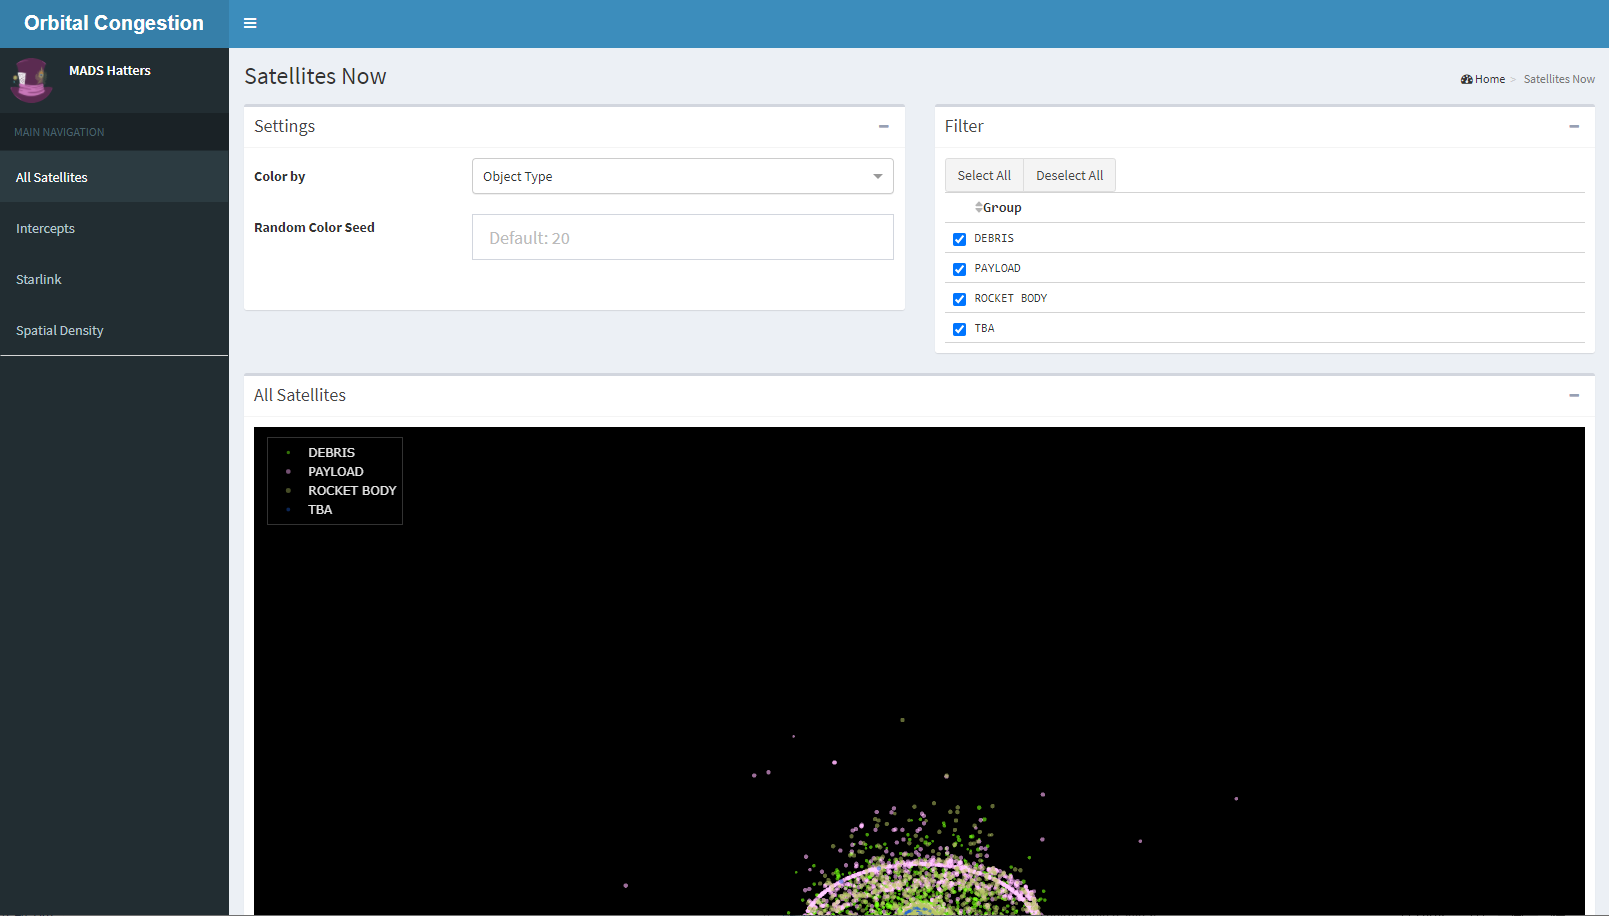 Orbital Congestion
MADS Hatters
MAIN NAVIGATION
All Satellites
Intercepts
Starlink
Spatial Density
Satellites Now
Home > Satellites Now
Settings
Color by
Object Type
Random Color Seed
Default: 20
Filter
Select All
Deselect All
Group
DEBRIS
PAYLOAD
ROCKET BODY
TBA
All Satellites
DEBRIS
PAYLOAD
ROCKET BODY
TBA